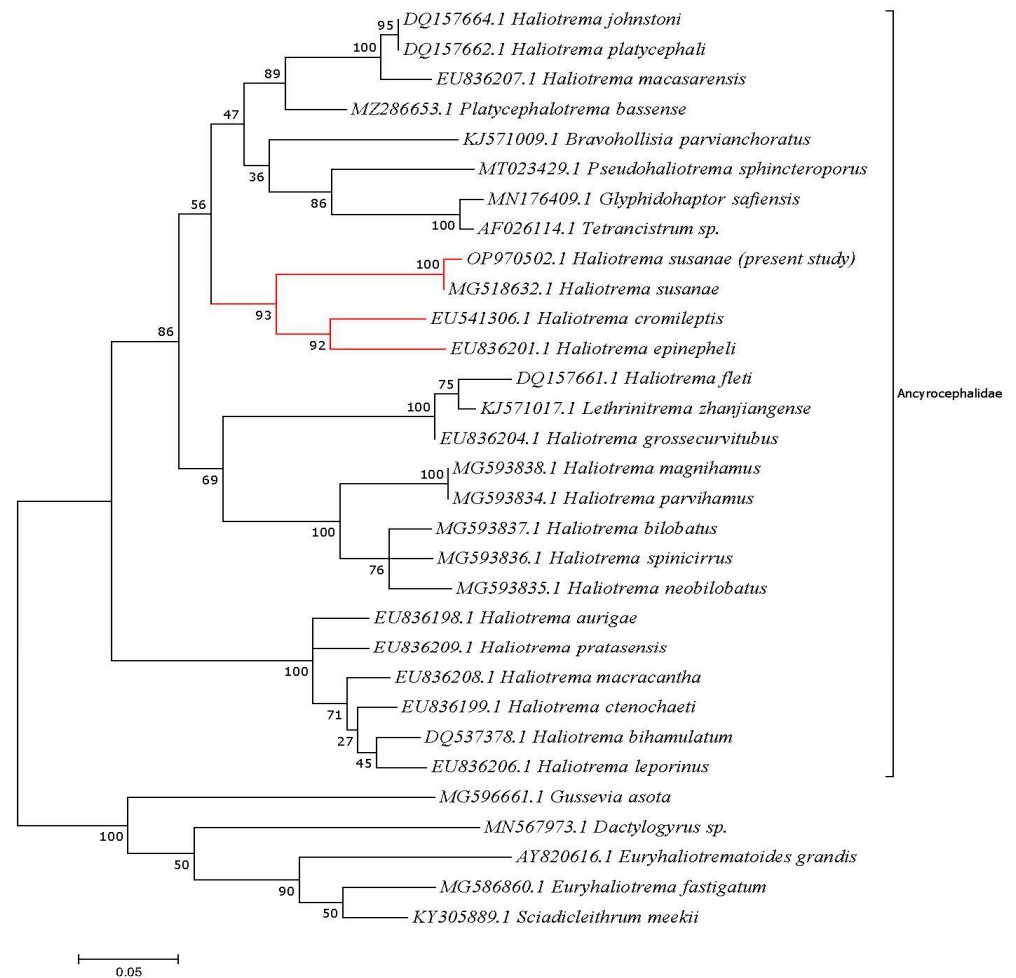 DQ157664.1 Haliotrema johnstoni
95
DQ157662.1 Haliotrema platycephali
100
EU836207.1 Haliotrema macasarensis
89
MZ286653.1 Platycephalotrema bassense
47
KJ571009.1 Bravohollisia parvianchoratus
36
MT023429.1 Pseudohaliotrema sphincteroporus
86
MN176409.1 Glyphidohaptor safiensis
56
100
AF026114.1 Tetrancistrum sp.
OP970502.1 Haliotrema susanae (present study)
100
MG518632.1 Haliotrema susanae
93
EU541306.1 Haliotrema cromileptis
86
92
EU836201.1 Haliotrema epinepheli
DQ157661.1 Haliotrema fleti
75
Ancyrocephalidae
100
KJ571017.1 Lethrinitrema zhanjiangense
EU836204.1 Haliotrema grossecurvitubus
MG593838.1 Haliotrema magnihamus
69
100
MG593834.1 Haliotrema parvihamus
100
MG593837.1 Haliotrema bilobatus
MG593836.1 Haliotrema spinicirrus
76
MG593835.1 Haliotrema neobilobatus
EU836198.1 Haliotrema aurigae
EU836209.1 Haliotrema pratasensis
100
EU836208.1 Haliotrema macracantha
71
EU836199.1 Haliotrema ctenochaeti
27
DQ537378.1 Haliotrema bihamulatum
45
EU836206.1 Haliotrema leporinus
MG596661.1 Gussevia asota
100
MN567973.1 Dactylogyrus sp.
50
AY820616.1 Euryhaliotrematoides grandis
90
MG586860.1 Euryhaliotrema fastigatum
50
KY305889.1 Sciadicleithrum meekii
0.05